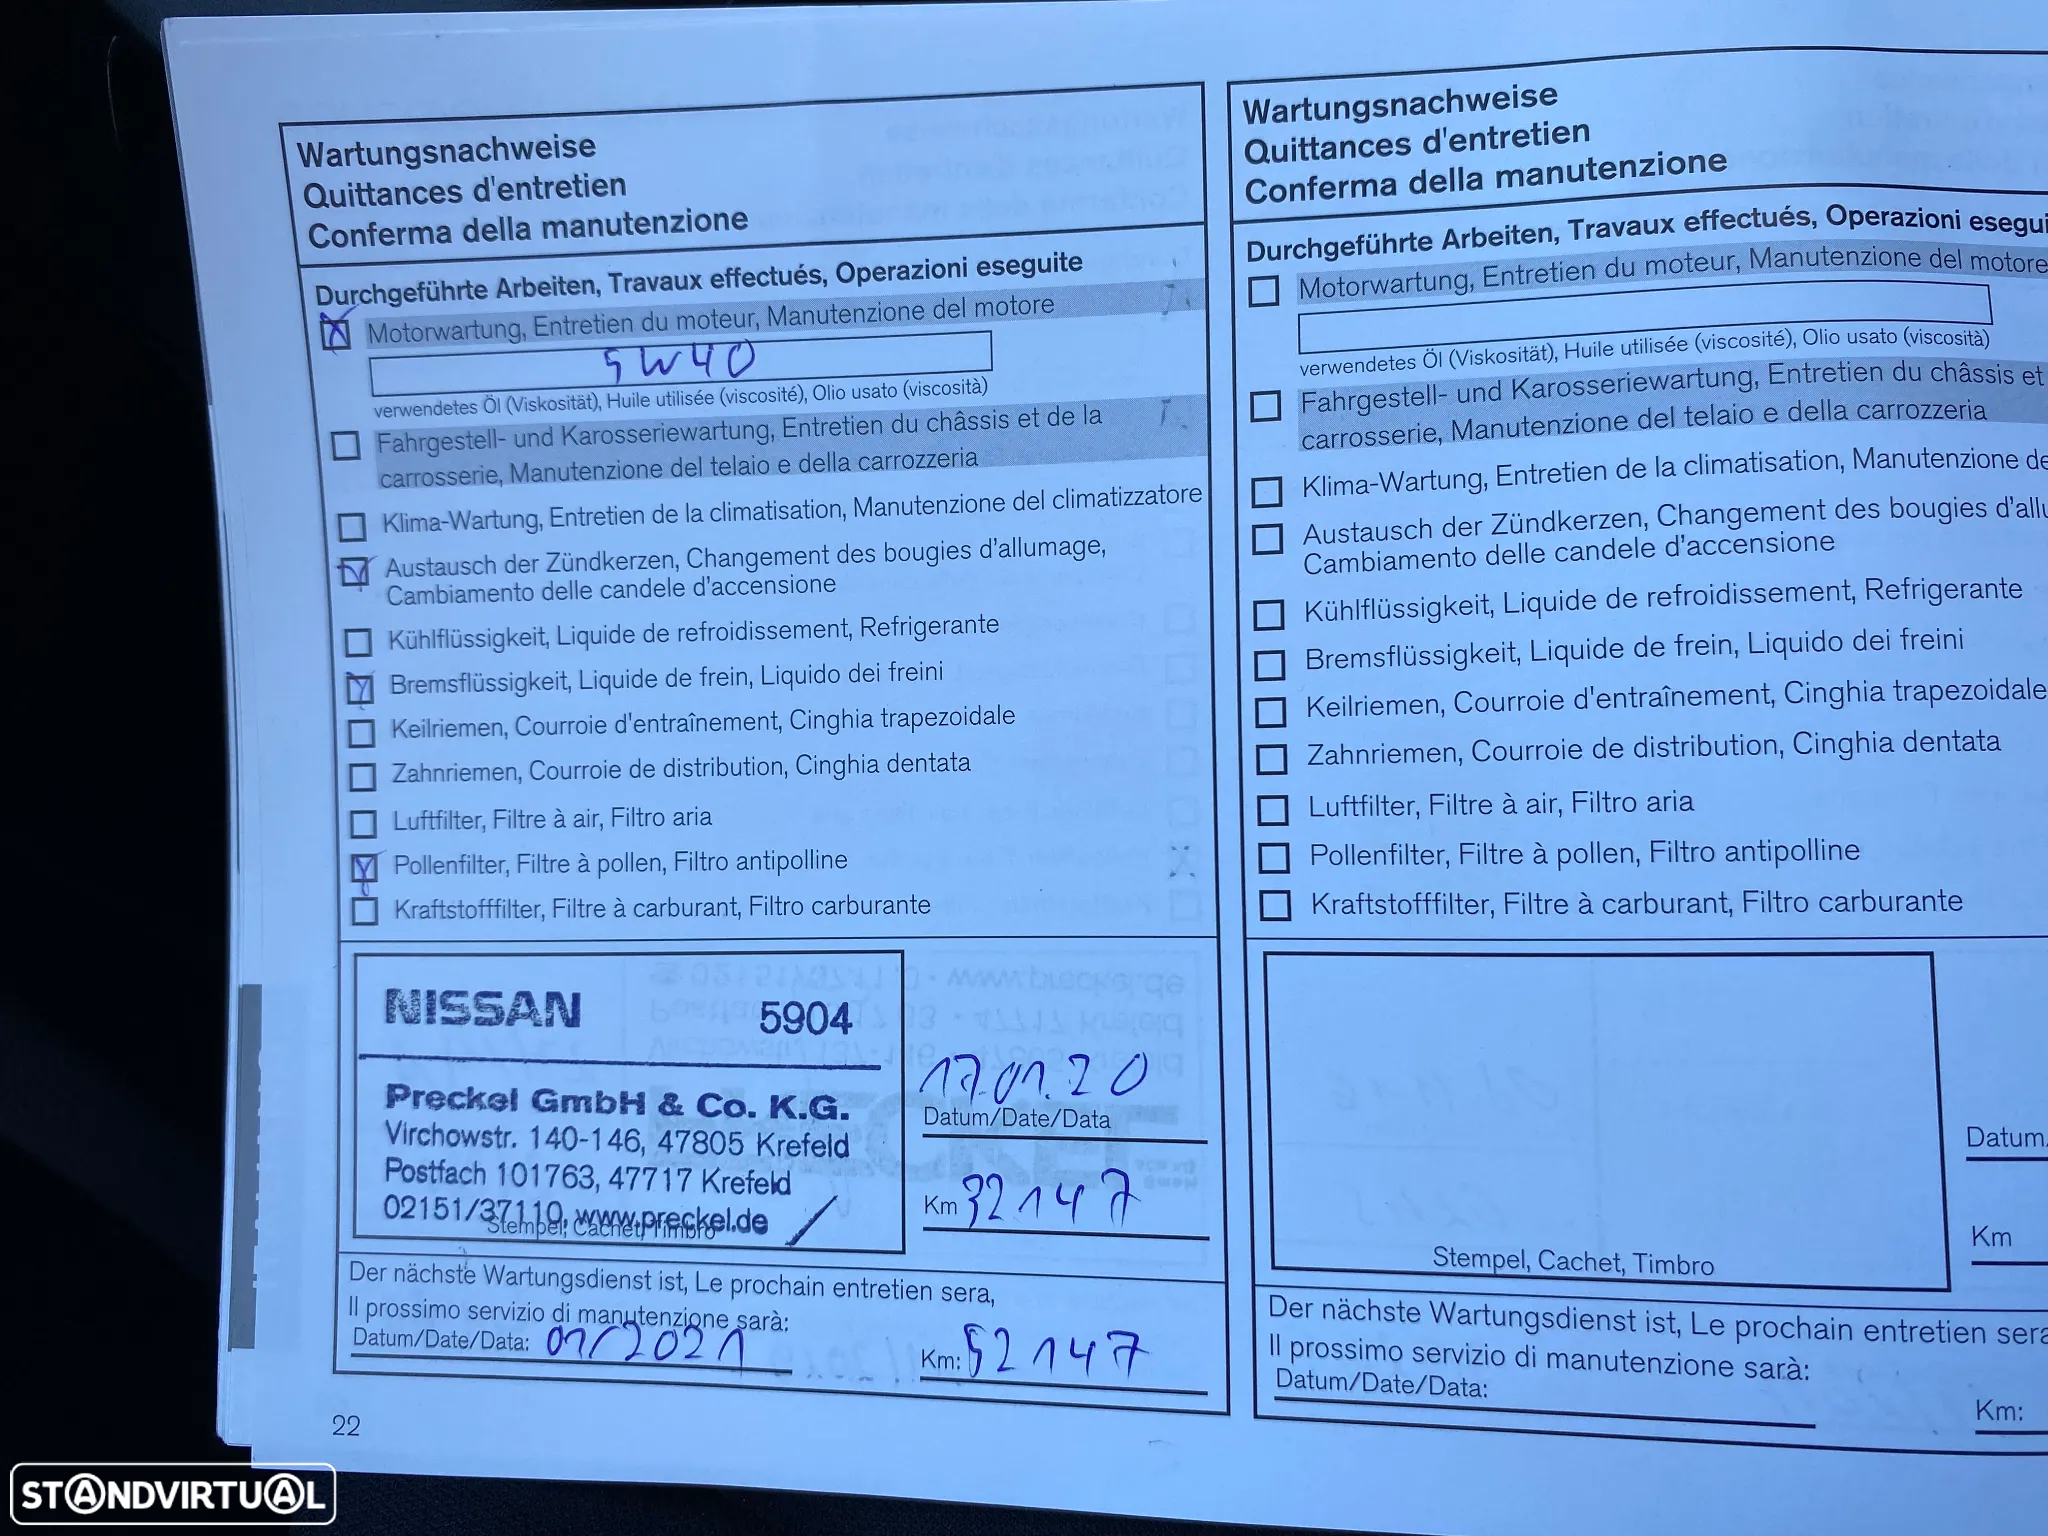 Wartungsnachweise
Quittances d'entretien
Conferma della manutenzione
Durchgeführte Arbeiten, Travaux effectués, Operazioni eseguite
Motorwartung, Entretien du moteur, Manutenzione del motore
5W40
verwendetes Öl (Viskosität), Huile utilisée (viscosité), Olio usato (viscosità)
Fahrgestell- und Karosseriewartung, Entretien du châssis et de la
carrosserie, Manutenzione del telaio e della carrozzeria
Klima-Wartung, Entretien de la climatisation, Manutenzione del climatizzatore
Austausch der Zündkerzen, Changement des bougies d'allumage,
Cambiamento delle candele d'accensione
Kühlflüssigkeit, Liquide de refroidissement, Refrigerante
Bremsflüssigkeit, Liquide de frein, Liquido dei freini
Keilriemen, Courroie d'entraînement, Cinghia trapezoidale
Zahnriemen, Courroie de distribution, Cinghia dentata
Luftfilter, Filtre à air, Filtro aria
Pollenfilter, Filtre à pollen, Filtro antipolline
Kraftstofffilter, Filtre à carburant, Filtro carburante
NISSAN 5904
Preckel GmbH & Co. K.G.
Virchowstr. 140-146, 47805 Krefeld
Postfach 101763, 47717 Krefeld
02151/37110, www.preckel.de
Stempel, Cachet, Timbro
17.01.20
Datum/Date/Data
Km 32147
Der nächste Wartungsdienst ist, Le prochain entretien sera,
Il prossimo servizio di manutenzione sarà:
Datum/Date/Data: 01/2021 Km: 52147
22
Wartungsnachweise
Quittances d'entretien
Conferma della manutenzione
Durchgeführte Arbeiten, Travaux effectués, Operazioni esegui
Motorwartung, Entretien du moteur, Manutenzione del motore
verwendetes Öl (Viskosität), Huile utilisée (viscosité), Olio usato (viscosità)
Fahrgestell- und Karosseriewartung, Entretien du châssis et
carrosserie, Manutenzione del telaio e della carrozzeria
Klima-Wartung, Entretien de la climatisation, Manutenzione de
Austausch der Zündkerzen, Changement des bougies d'allu
Cambiamento delle candele d'accensione
Kühlflüssigkeit, Liquide de refroidissement, Refrigerante
Bremsflüssigkeit, Liquide de frein, Liquido dei freini
Keilriemen, Courroie d'entraînement, Cinghia trapezoidale
Zahnriemen, Courroie de distribution, Cinghia dentata
Luftfilter, Filtre à air, Filtro aria
Pollenfilter, Filtre à pollen, Filtro antipolline
Kraftstofffilter, Filtre à carburant, Filtro carburante
Datum
Km
Stempel, Cachet, Timbro
Der nächste Wartungsdienst ist, Le prochain entretien sera
Il prossimo servizio di manutenzione sarà:
Datum/Date/Data:
Km:
STANDVIRTUAL